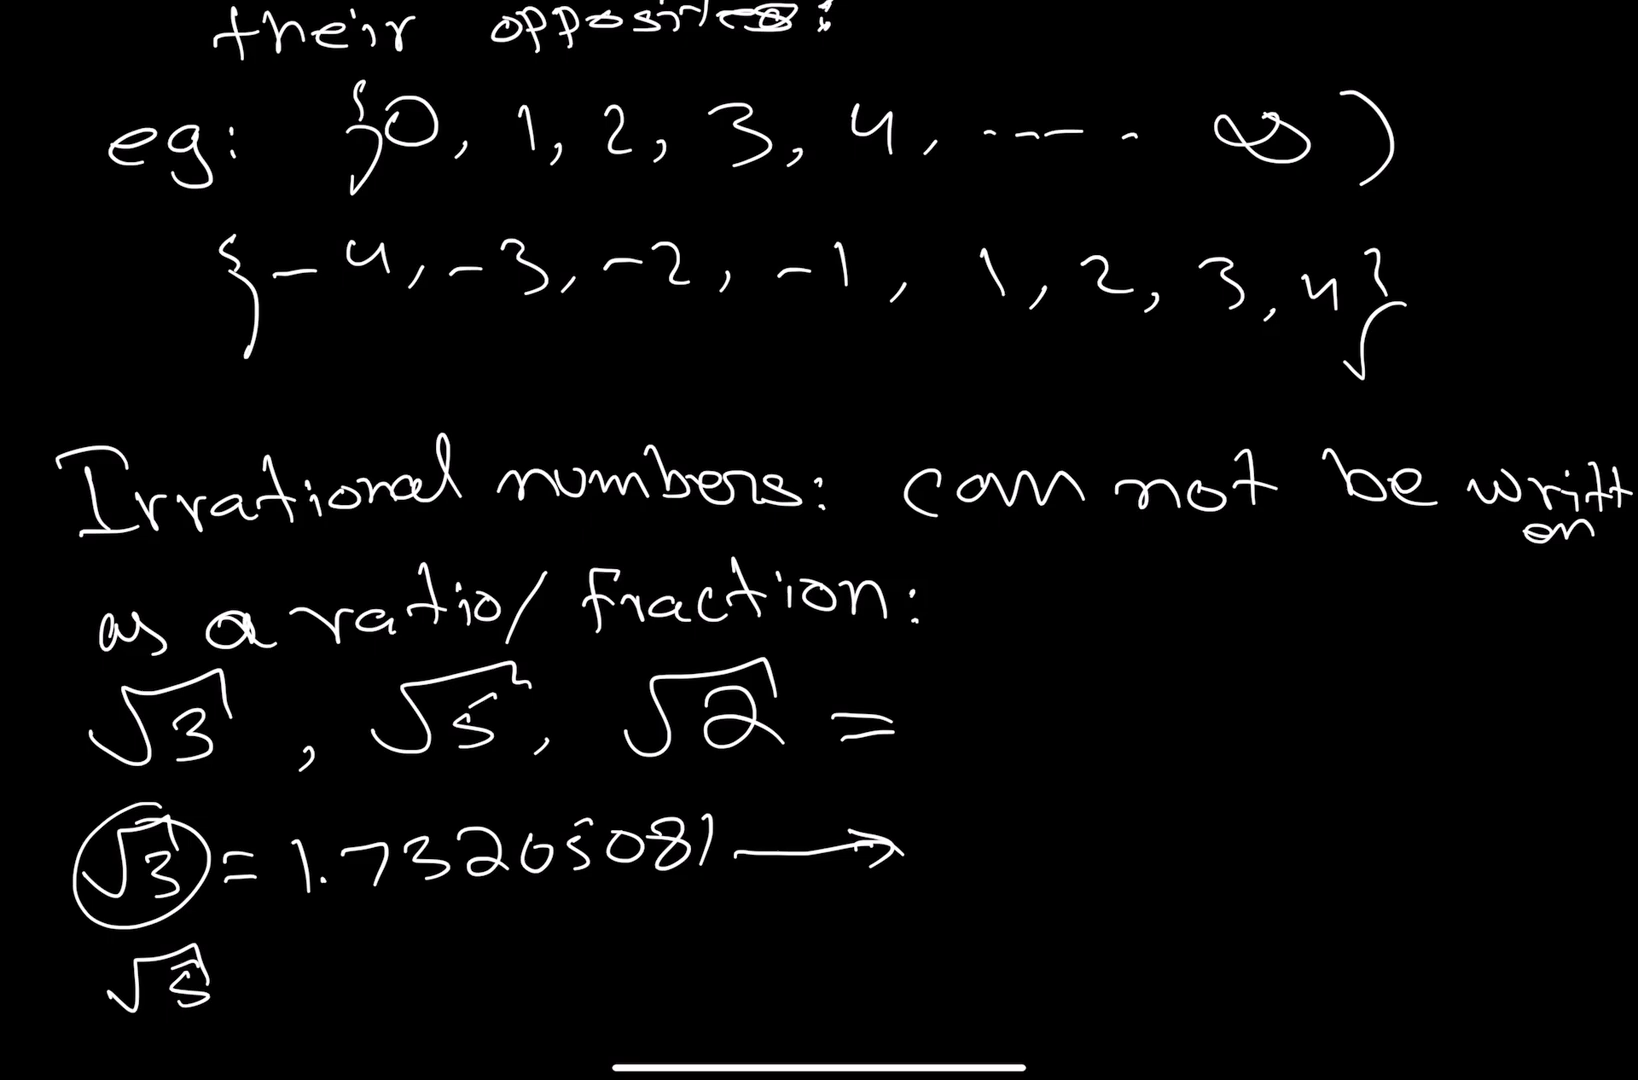 their opposites:
eg: {0, 1, 2, 3, 4, ---- - ∞)
{-4, -3, -2, -1, 1, 2, 3, 4}
Irrational numbers: can not be written
as a ratio/fraction:
√3, √5, √2 =
√3 = 1.73205081 →
√5